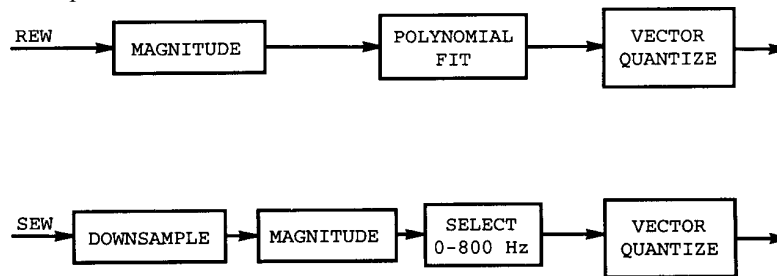 REW
MAGNITUDE
POLYNOMIAL
FIT
VECTOR
QUANTIZE
SEW
DOWNSAMPLE
MAGNITUDE
SELECT
0-800 Hz
VECTOR
QUANTIZE